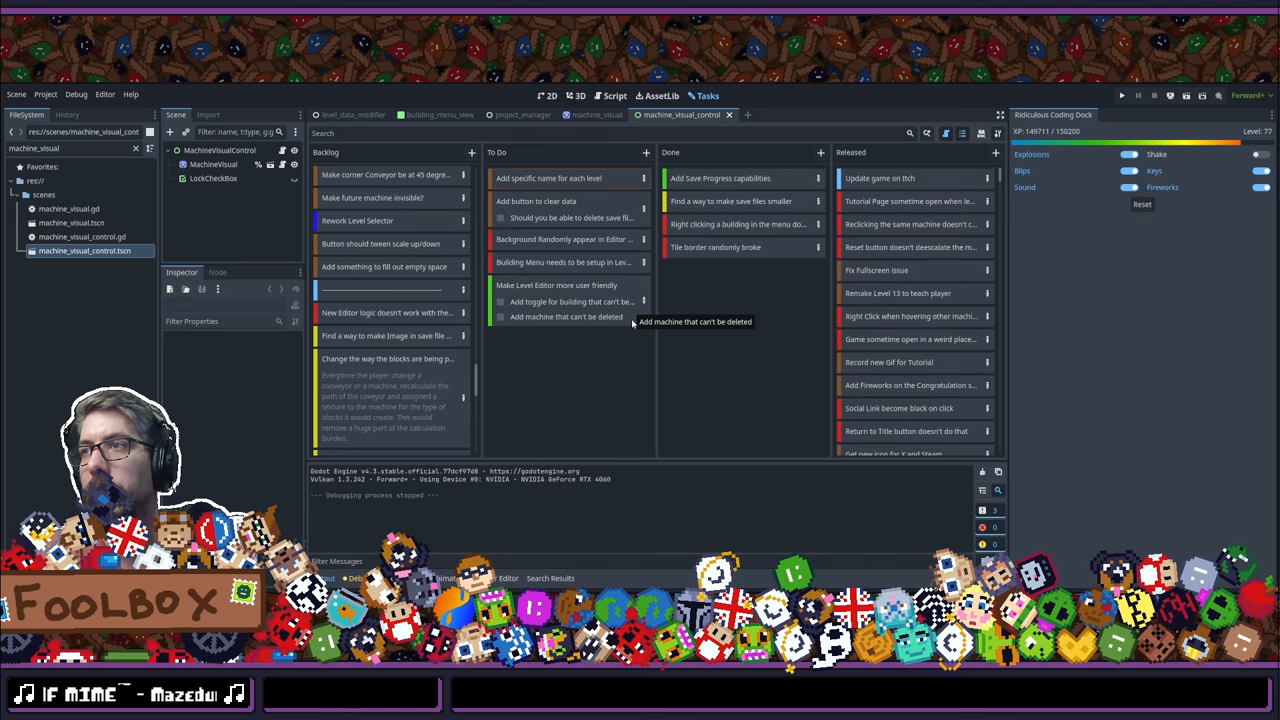 Scene Project Debug Editor Help
2D 3D Script AssetLib Tasks
Forward+
FileSystem History
Scene Import
level_data_modifier building_menu_view project_manager machine_visual machine_visual_control
Ridiculous Coding Dock
res://scenes/machine_visual_cont
Filter: name, t:type, g:g
Search
XP: 149711 / 150200 Level: 77
machine_visual
MachineVisualControl
MachineVisual
LockCheckBox
Favorites:
res://
scenes
machine_visual.gd
machine_visual.tscn
machine_visual_control.gd
machine_visual_control.tscn
Inspector Node
Filter Properties
Backlog
Make corner Conveyor be at 45 degre...
Make future machine invisible?
Rework Level Selector
Button should tween scale up/down
Add something to fill out empty space
New Editor logic doesn't work with the...
Find a way to make Image in save file ...
Change the way the blocks are being p...
Everytime the player change a
conveyor or a machine, recalculate the
path of the coveyor and assigned a
texture to the machine for the type of
blocks it would create. This would
remove a huge part of the calculation
burden.
To Do
Add specific name for each level
Add button to clear data
Should you be able to delete save fil...
Background Randomly appear in Editor ...
Building Menu needs to be setup in Lev...
Make Level Editor more user friendly
Add toggle for building that can't be...
Add machine that can't be deleted
Add machine that can't be deleted
Done
Add Save Progress capabilities
Find a way to make save files smaller
Right clicking a building in the menu do...
Tile border randomly broke
Released
Update game on Itch
Tutorial Page sometime open when le...
Reclicking the same machine doesn't c...
Reset button doesn't deescalate the m...
Fix Fullscreen issue
Remake Level 13 to teach player
Right Click when hovering other machi...
Game sometime open in a weird place...
Record new Gif for Tutorial
Add Fireworks on the Congratulation s...
Social Link become black on click
Return to Title button doesn't do that
Get new icon for X and Steam
Explosions Shake
Blips Keys
Sound Fireworks
Reset
Godot Engine v4.3.stable.official.77dcf97d8 - https://godotengine.org
Vulkan 1.3.242 - Forward+ - Using Device #0: NVIDIA - NVIDIA GeForce RTX 4060
--- Debugging process stopped ---
3
0
0
Filter Messages
Search Results
FOOLBOX
♫ IF MIME~ - Mazedu ♫